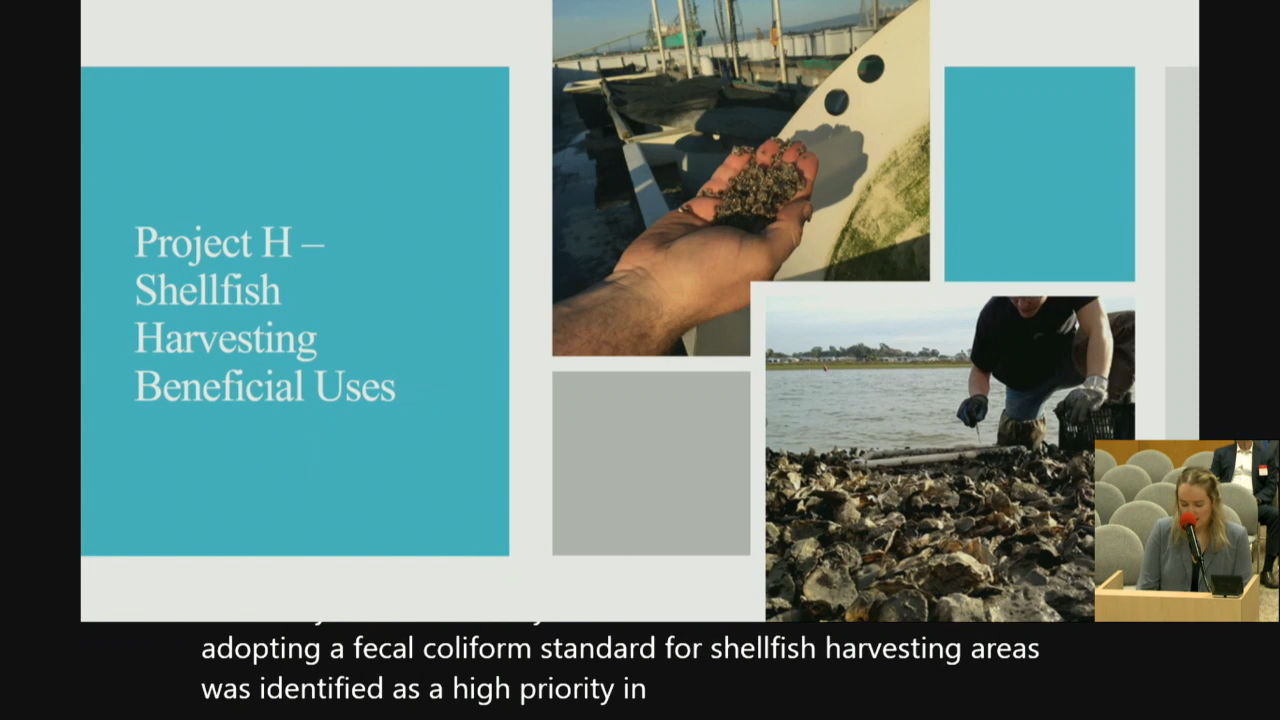 Project H –
Shellfish
Harvesting
Beneficial Uses
adopting a fecal coliform standard for shellfish harvesting areas
was identified as a high priority in